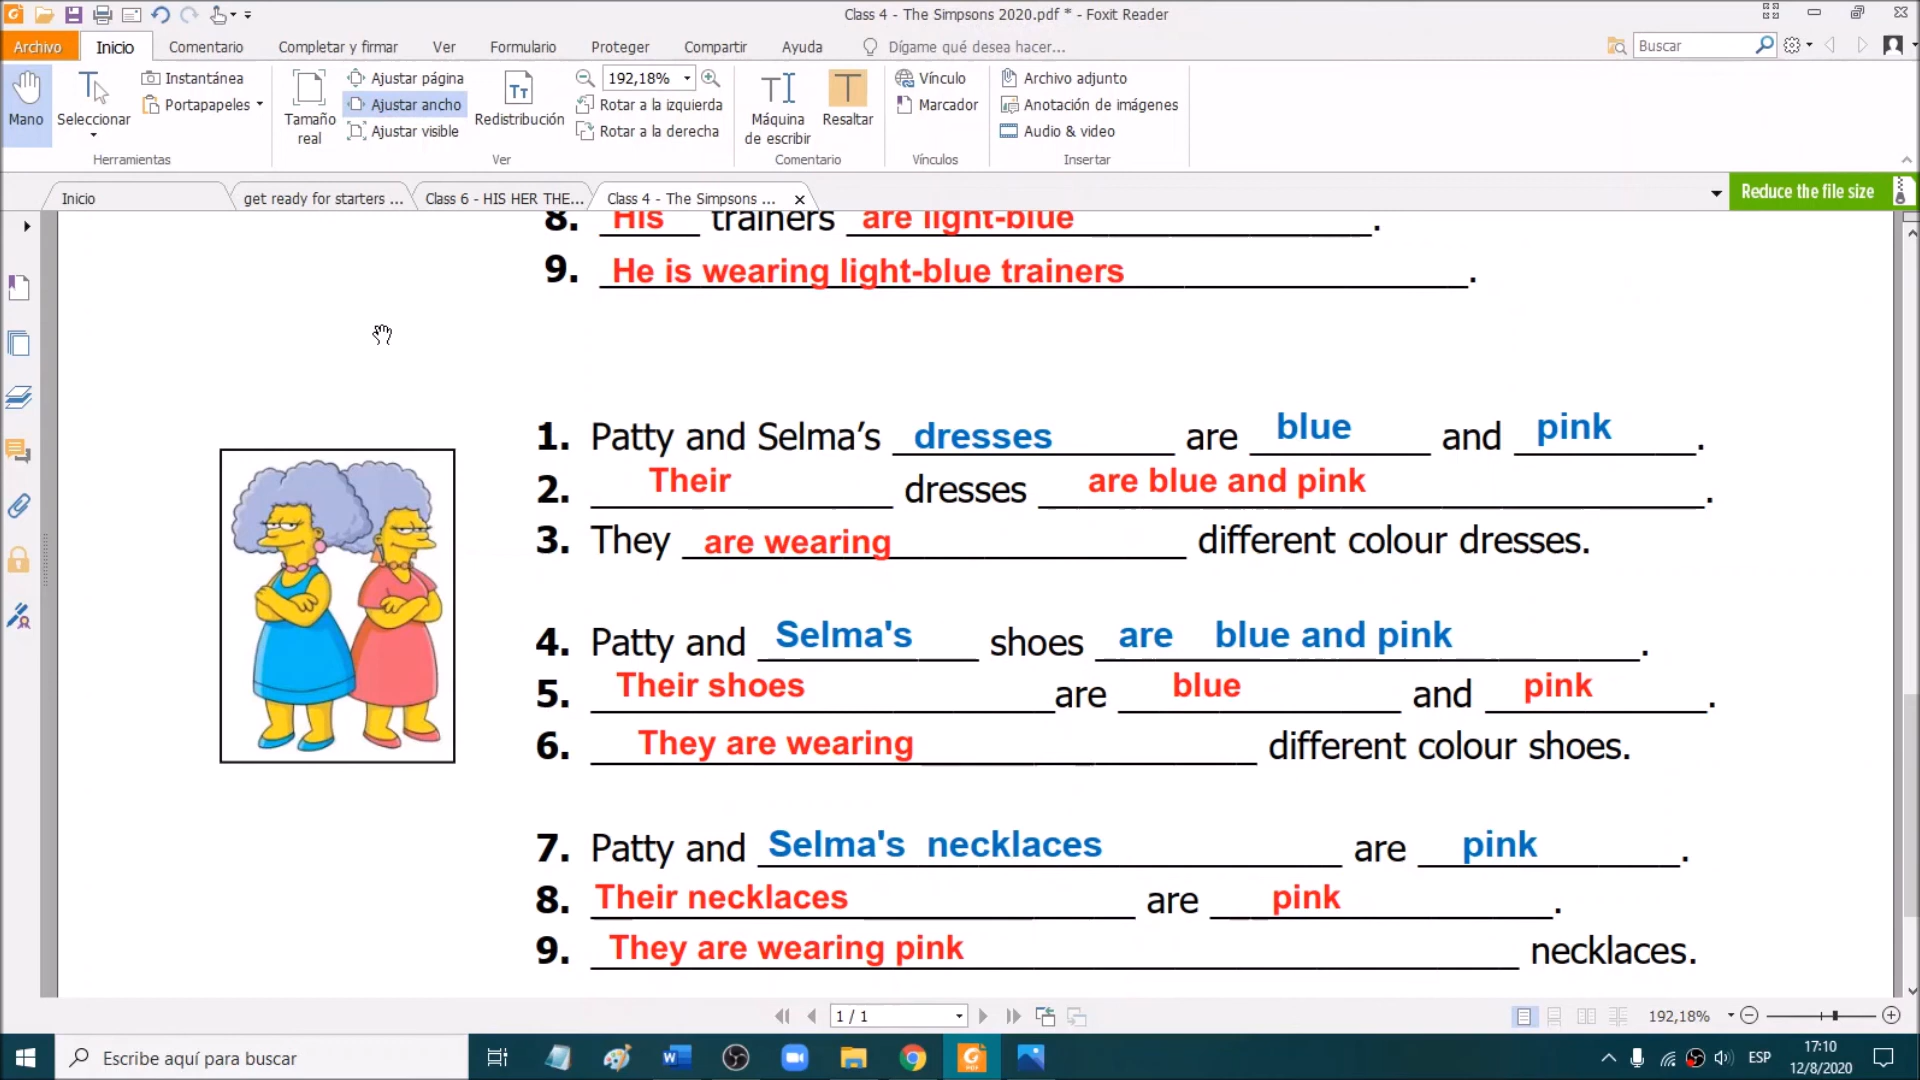 Class 4 - The Simpsons 2020.pdf * - Foxit Reader
Archivo Inicio Comentario Completar y firmar Ver Formulario Proteger Compartir Ayuda Dígame qué desea hacer... Buscar
Mano
Seleccionar
Instantánea
Portapapeles
Herramientas
Tamaño real
Ajustar página
Ajustar ancho
Ajustar visible
Redistribución
192,18%
Rotar a la izquierda
Rotar a la derecha
Ver
Máquina de escribir
Resaltar
Comentario
Vínculo
Marcador
Vínculos
Archivo adjunto
Anotación de imágenes
Audio & video
Insertar
Inicio get ready for starters ... Class 6 - HIS HER THE... Class 4 - The Simpsons ... Reduce the file size
8. His trainers are light-blue.
9. He is wearing light-blue trainers.
1. Patty and Selma's dresses are blue and pink.
2. Their dresses are blue and pink.
3. They are wearing different colour dresses.
4. Patty and Selma's shoes are blue and pink.
5. Their shoes are blue and pink.
6. They are wearing different colour shoes.
7. Patty and Selma's necklaces are pink.
8. Their necklaces are pink.
9. They are wearing pink necklaces.
1 / 1 192,18%
Escribe aquí para buscar
ESP
17:10
12/8/2020